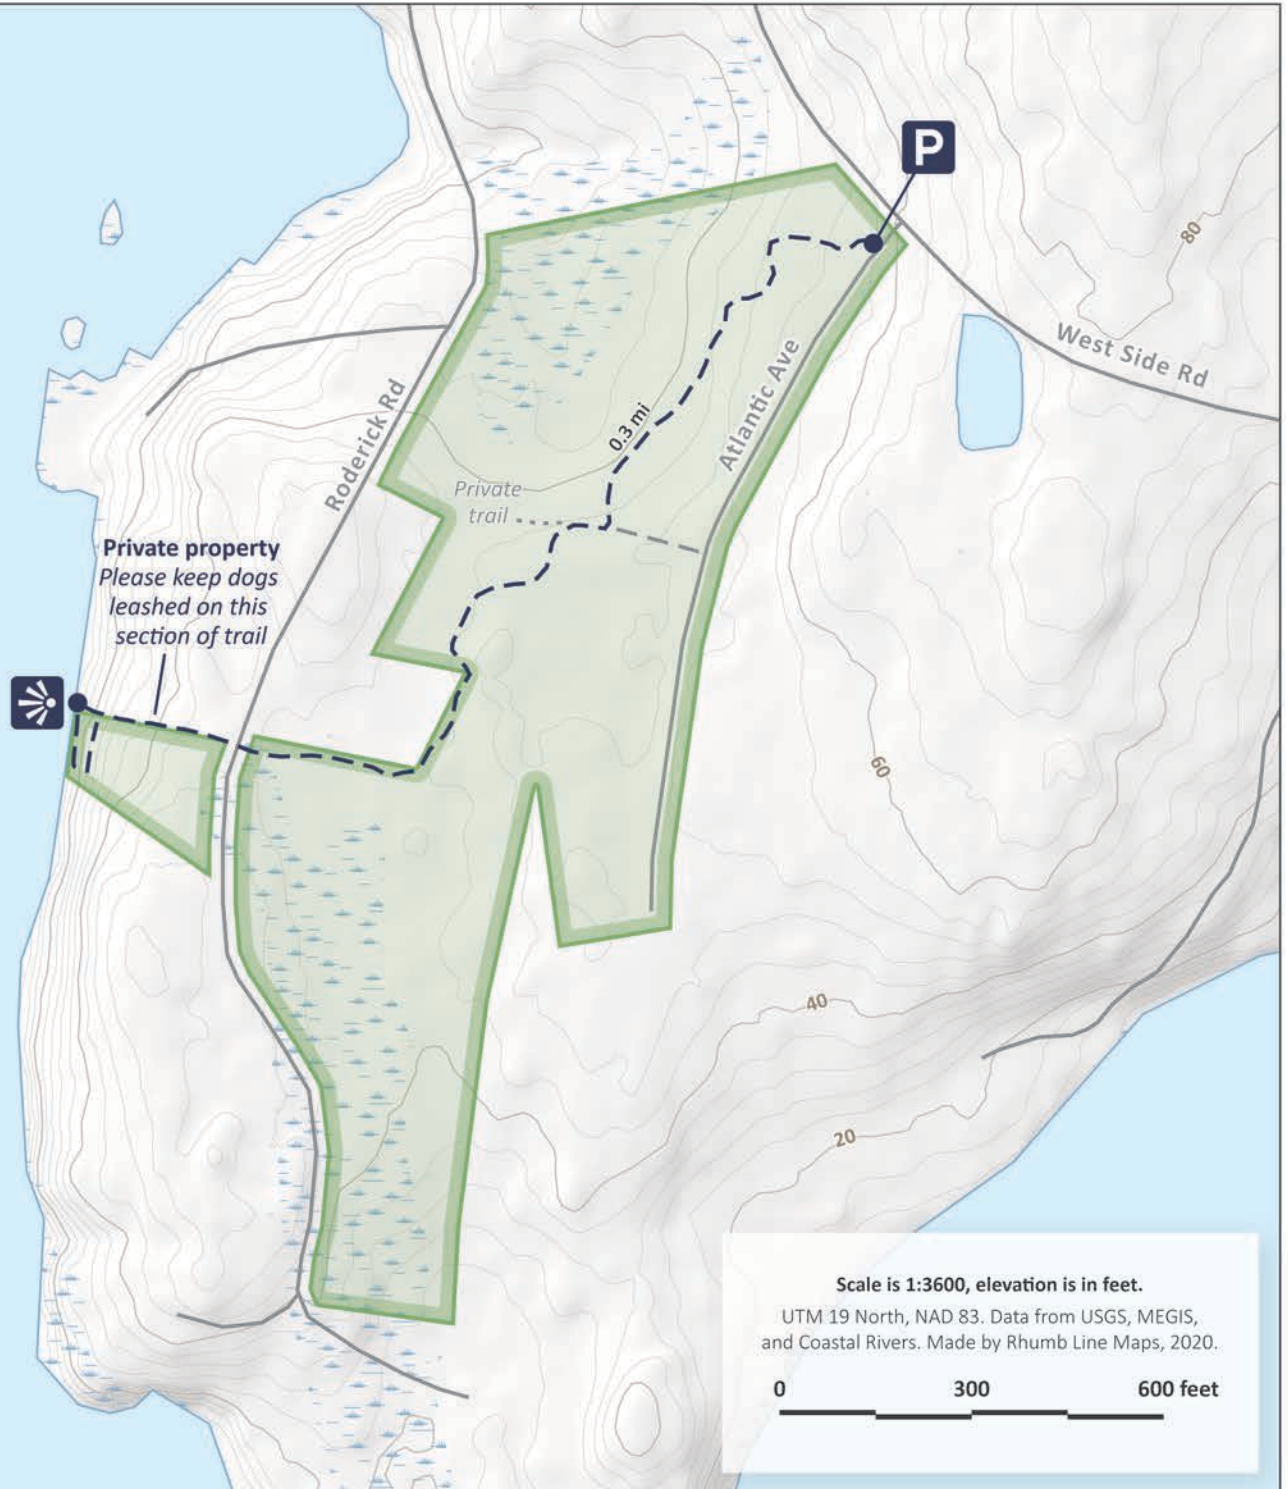 P
80
West Side Rd
Roderick Rd
Atlantic Ave
0.3 mi
Private
trail
Private property
Please keep dogs
leashed on this
section of trail
60
40
20
Scale is 1:3600, elevation is in feet.
UTM 19 North, NAD 83. Data from USGS, MEGIS,
and Coastal Rivers. Made by Rhumb Line Maps, 2020.
0 300 600 feet